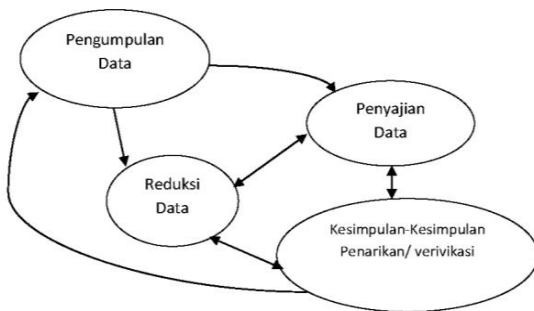 Pengumpulan
Data
Penyajian
Data
Reduksi
Data
Kesimpulan-Kesimpulan
Penarikan/ verivikasi